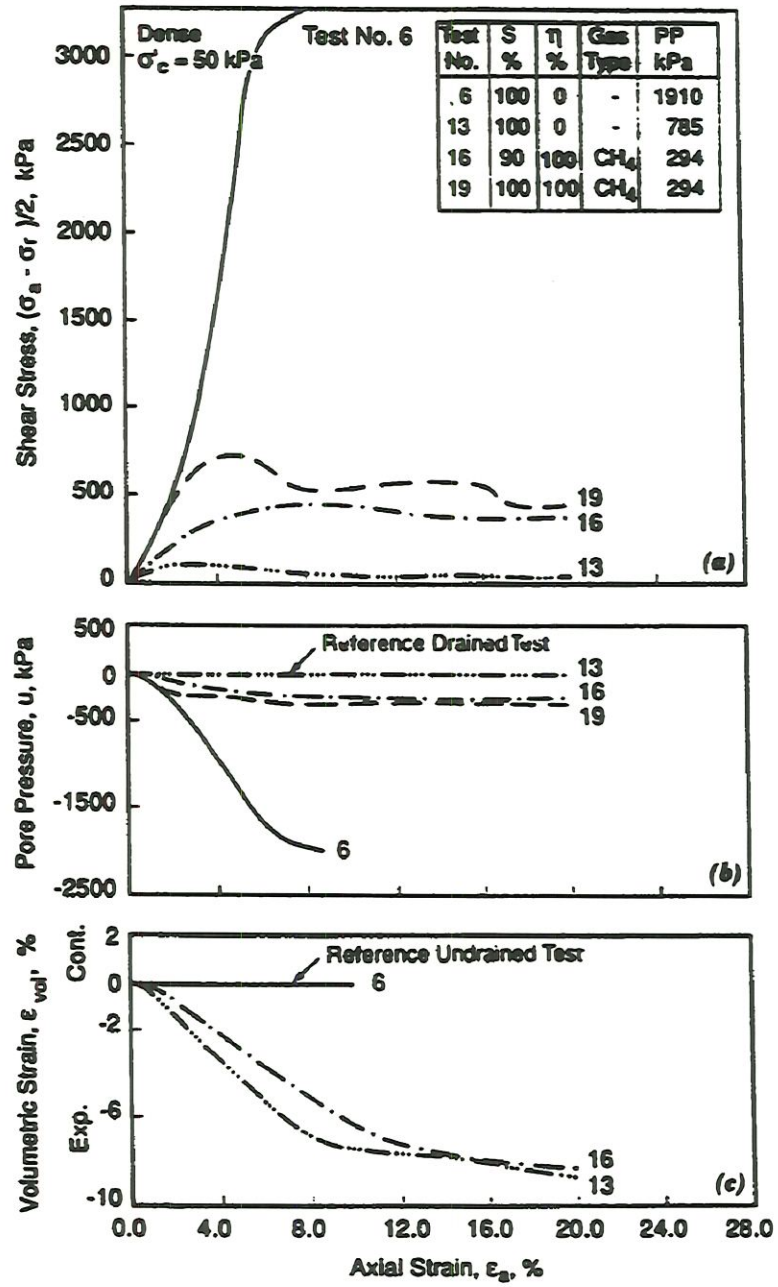 Dense
σ'c = 50 kPa
Test No. 6
Test No. S % η % Gas Type PP kPa
6 100 0 - 1910
13 100 0 - 785
16 90 100 CH₄ 294
19 100 100 CH₄ 294
Shear Stress, (σa - σr)/2, kPa
3000
2500
2000
1500
1000
500
0
19
16
13
(a)
Pore Pressure, u, kPa
500
0
-500
-1500
-2500
Reference Drained Test
13
16
19
6
(b)
Volumetric Strain, εvol, %
Exp. Cont.
2
0
-2
-6
-10
Reference Undrained Test
6
16
13
(c)
0.0 4.0 8.0 12.0 16.0 20.0 24.0 28.0
Axial Strain, εa, %